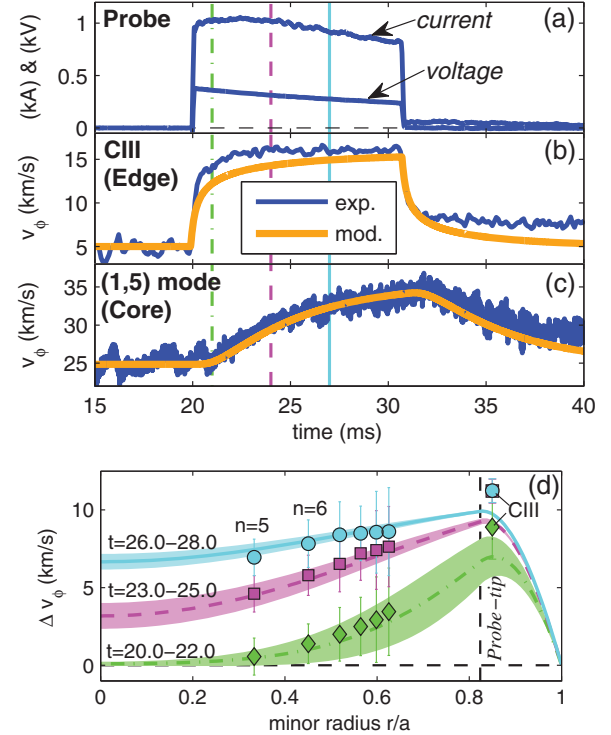 Probe
(a)
current
voltage
(kA) & (kV)
1
0.5
0
CIII
(Edge)
(b)
exp.
mod.
v_ϕ (km/s)
15
10
5
(1,5) mode
(Core)
(c)
v_ϕ (km/s)
35
30
25
15 20 25 30 35 40
time (ms)
(d)
CIII
n=5
n=6
t=26.0−28.0
t=23.0−25.0
t=20.0−22.0
Probe−tip
Δ v_ϕ (km/s)
10
5
0
0 0.2 0.4 0.6 0.8 1
minor radius r/a